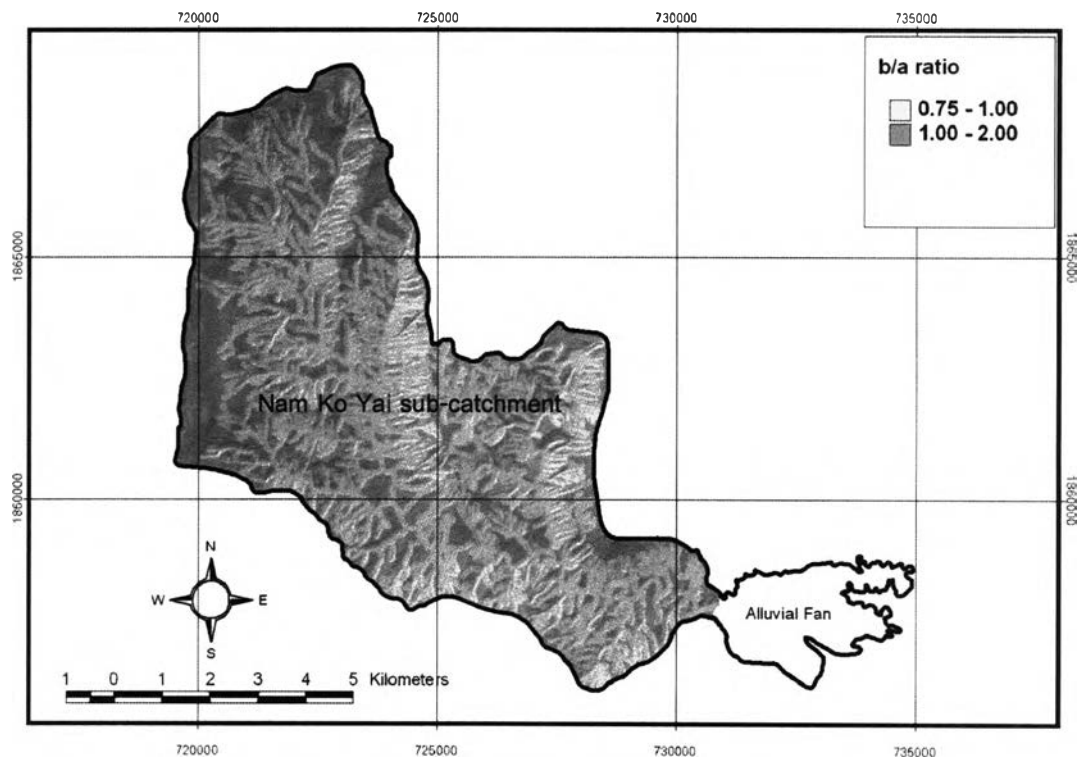 720000 725000 730000 735000
b/a ratio
0.75 - 1.00
1.00 - 2.00
1865000 1865000
Nam Ko Yai sub-catchment
1860000 1860000
N
W E
S
Alluvial Fan
1 0 1 2 3 4 5 Kilometers
720000 725000 730000 735000